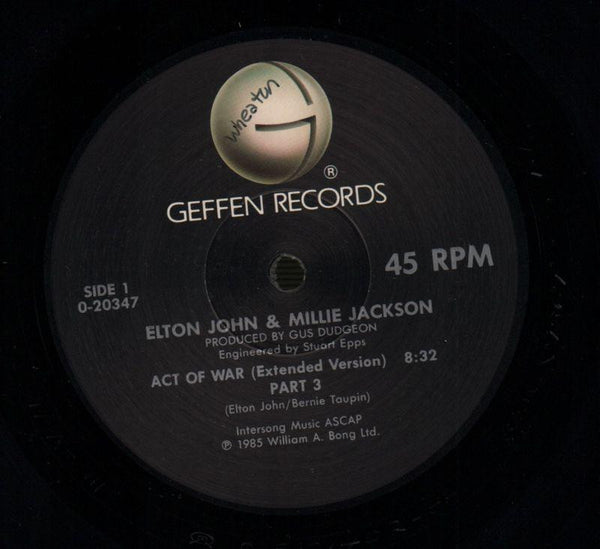 wheaton
G
®
GEFFEN RECORDS
45 RPM
SIDE 1
0-20347
ELTON JOHN & MILLIE JACKSON
PRODUCED BY GUS DUDGEON
Engineered by Stuart Epps
ACT OF WAR (Extended Version) 8:32
PART 3
(Elton John/Bernie Taupin)
Intersong Music ASCAP
℗ 1985 William A. Bong Ltd.